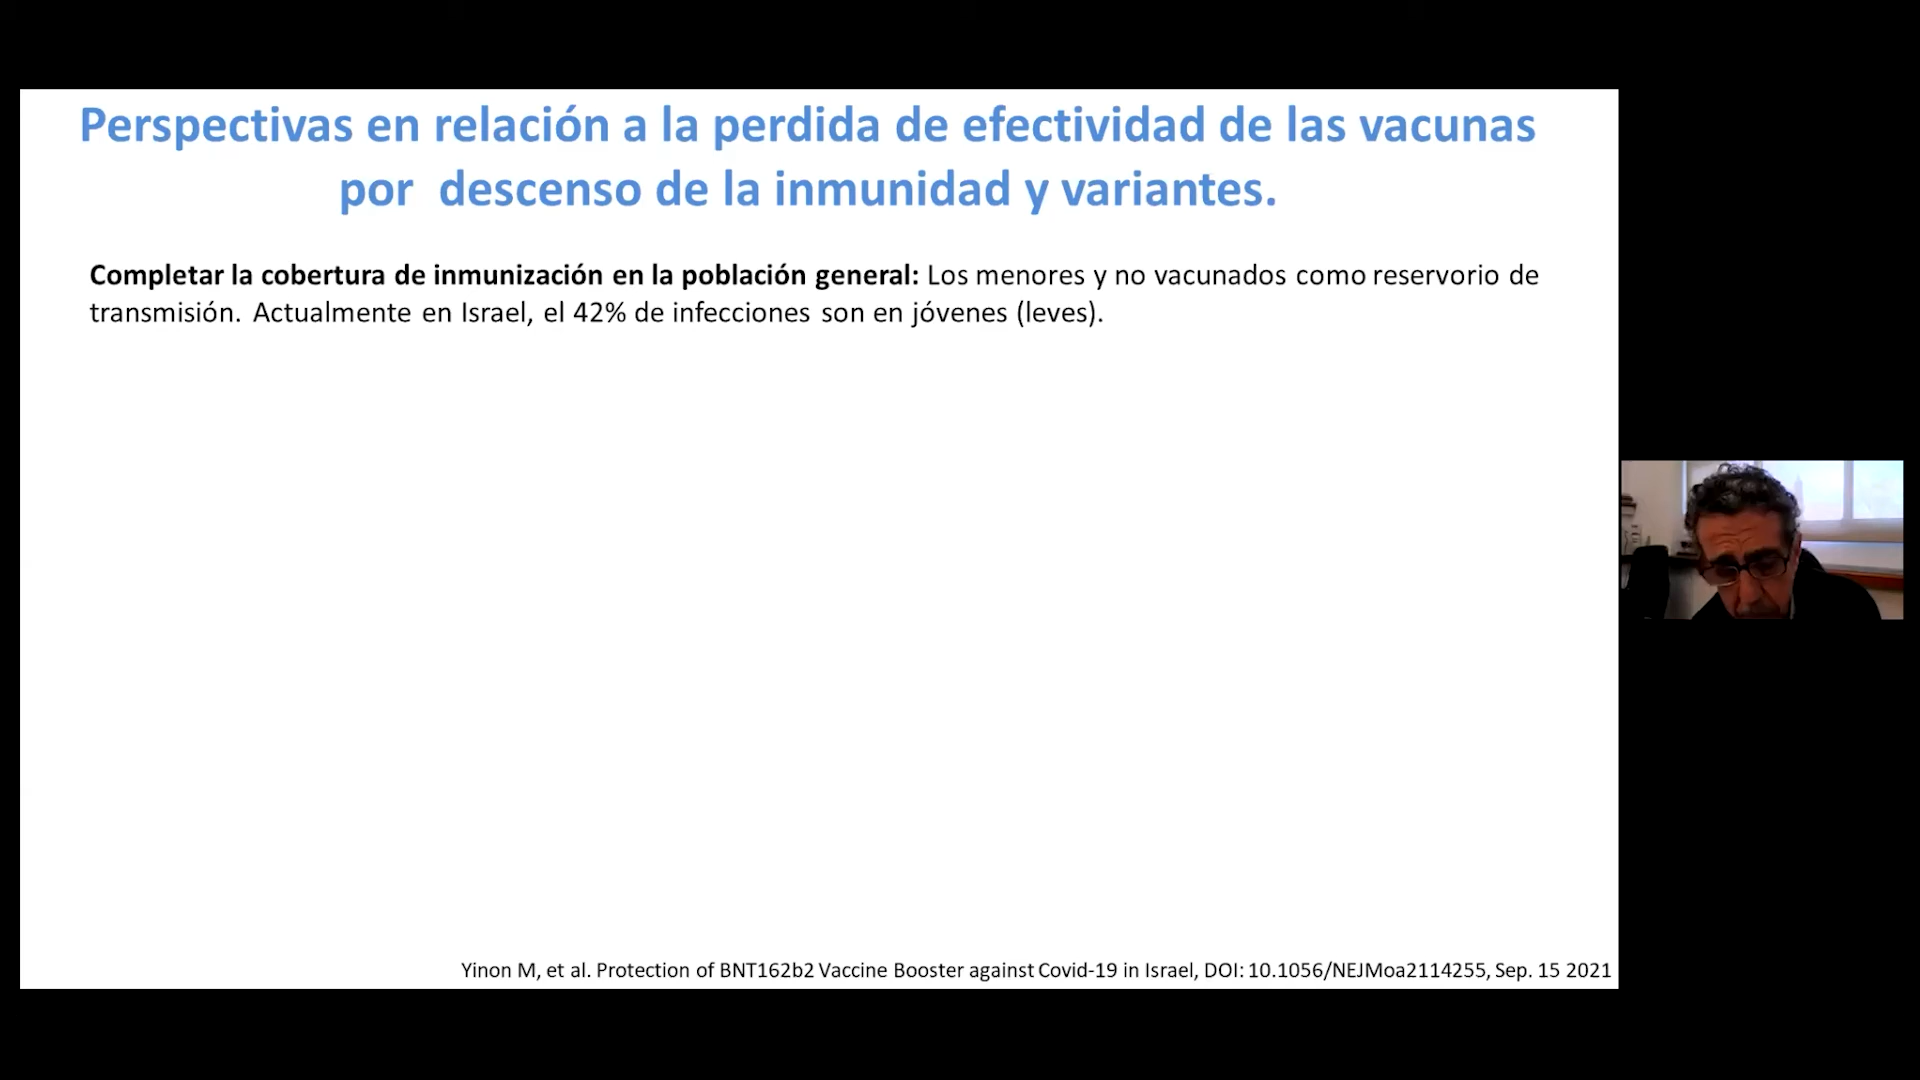 Perspectivas en relación a la perdida de efectividad de las vacunas
por descenso de la inmunidad y variantes.
Completar la cobertura de inmunización en la población general: Los menores y no vacunados como reservorio de
transmisión. Actualmente en Israel, el 42% de infecciones son en jóvenes (leves).
Yinon M, et al. Protection of BNT162b2 Vaccine Booster against Covid-19 in Israel, DOI: 10.1056/NEJMoa2114255, Sep. 15 2021